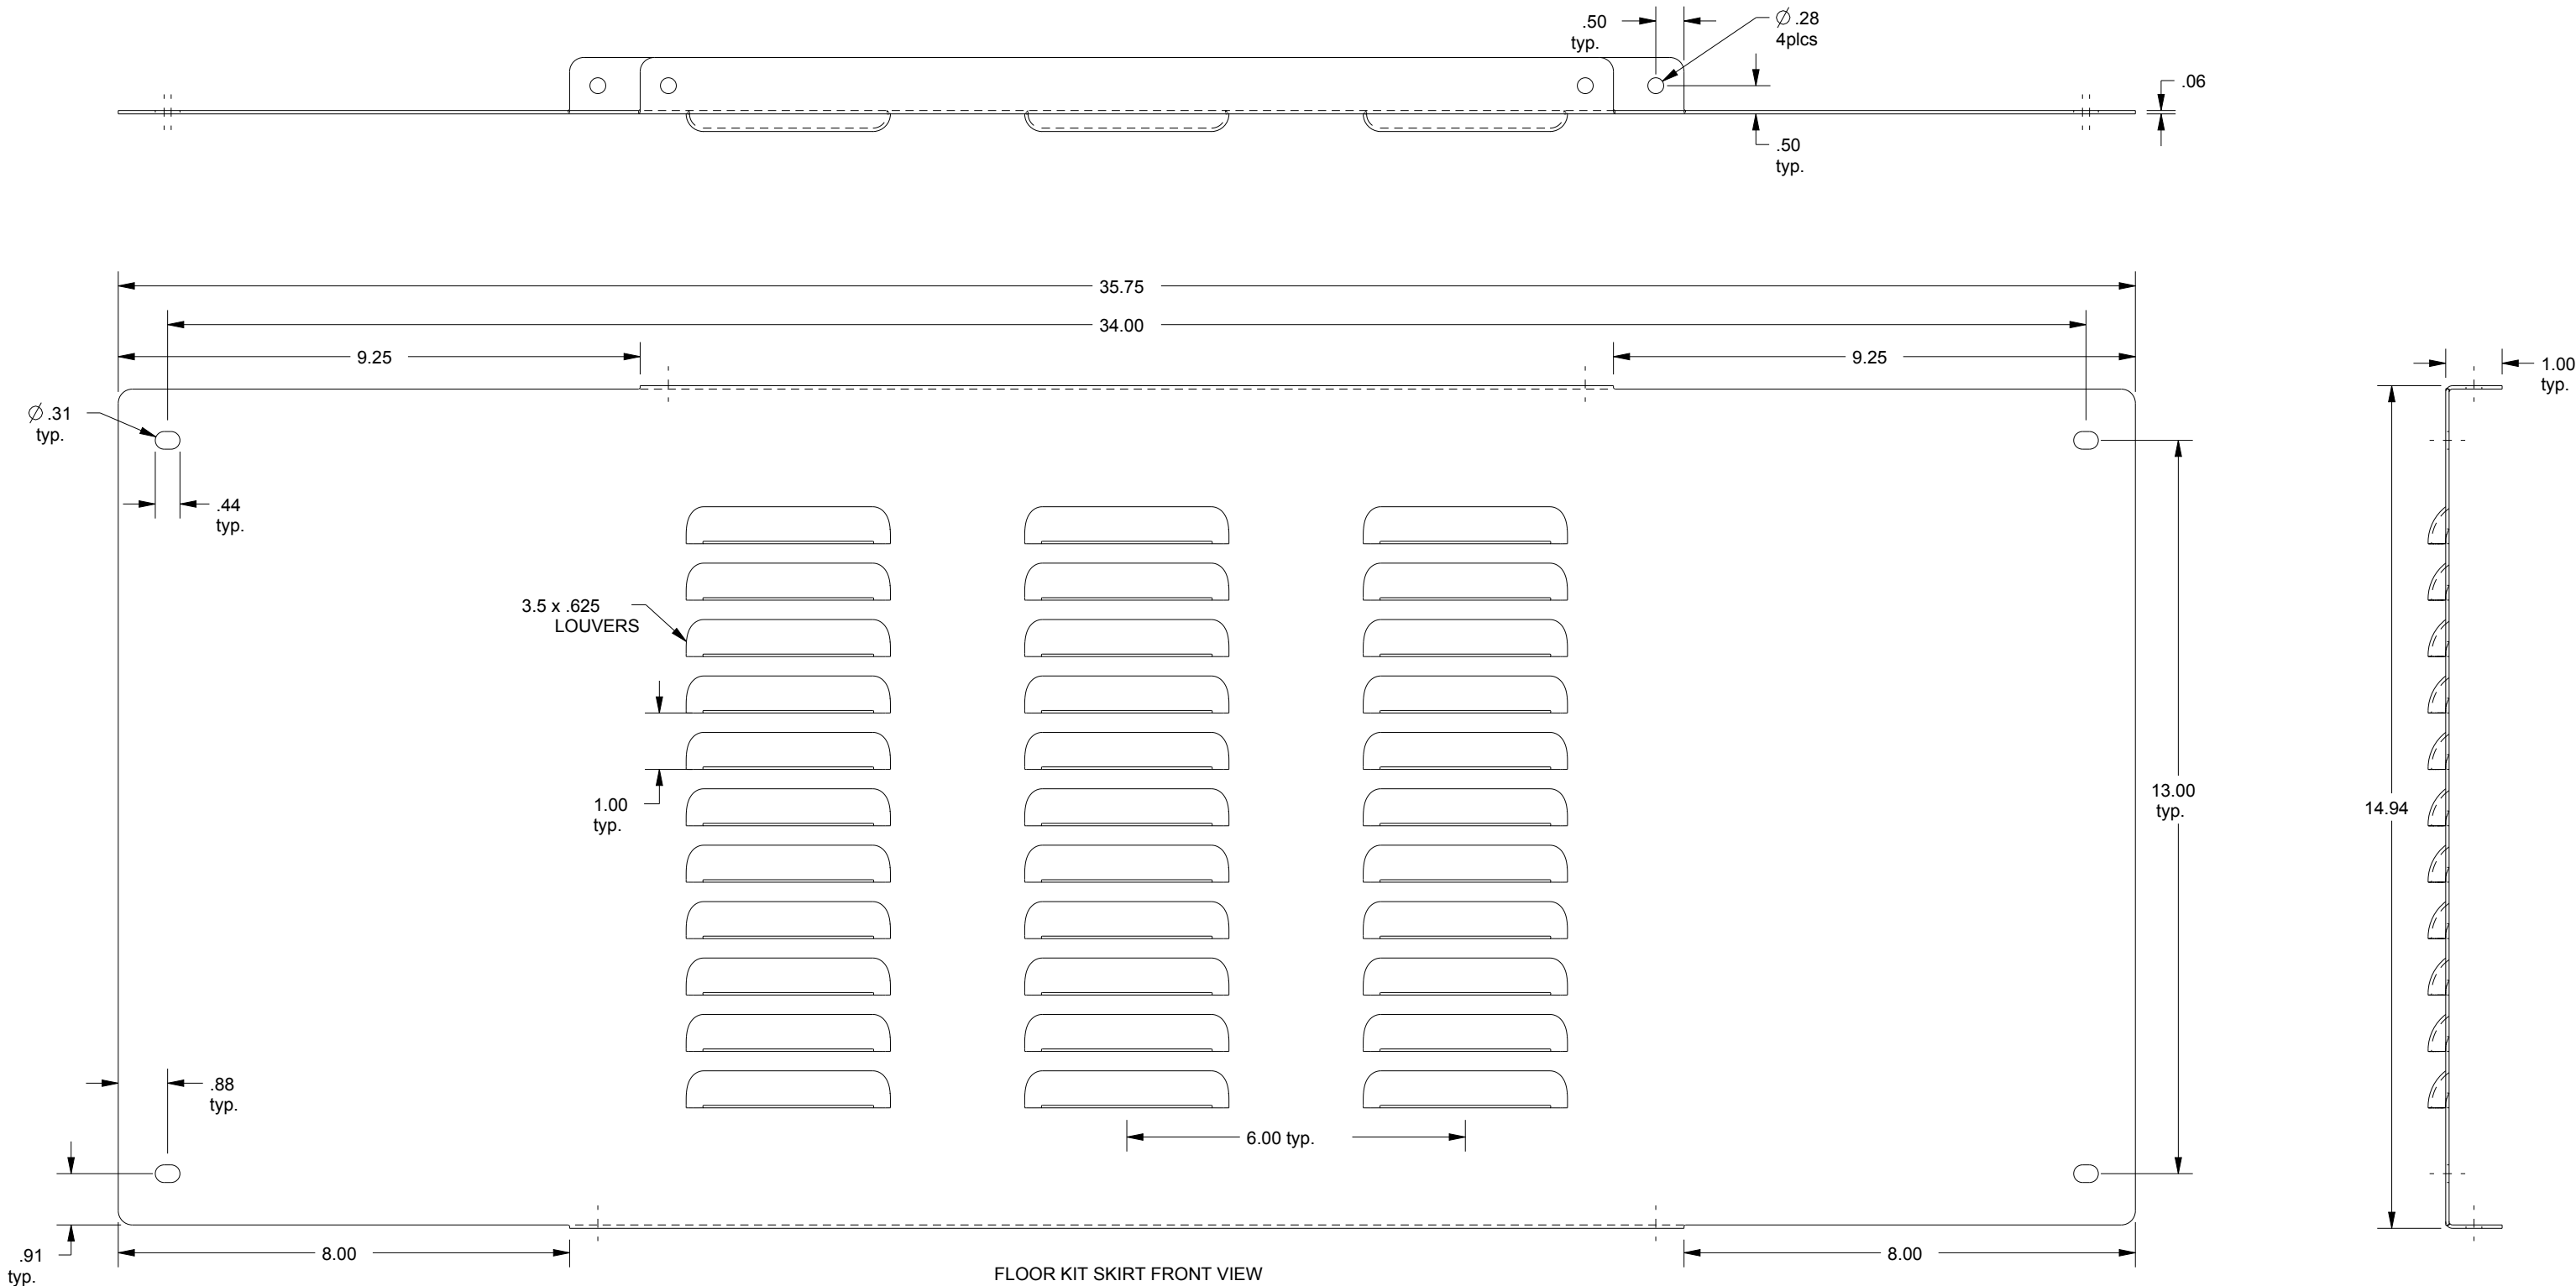 .50
typ.
∅ .28
4plcs
.06
.50
typ.
35.75
34.00
9.25
9.25
1.00
typ.
∅ .31
typ.
.44
typ.
3.5 x .625
LOUVERS
1.00
typ.
13.00
typ.
14.94
.88
typ.
6.00 typ.
.91
typ.
8.00
8.00
FLOOR KIT SKIRT FRONT VIEW